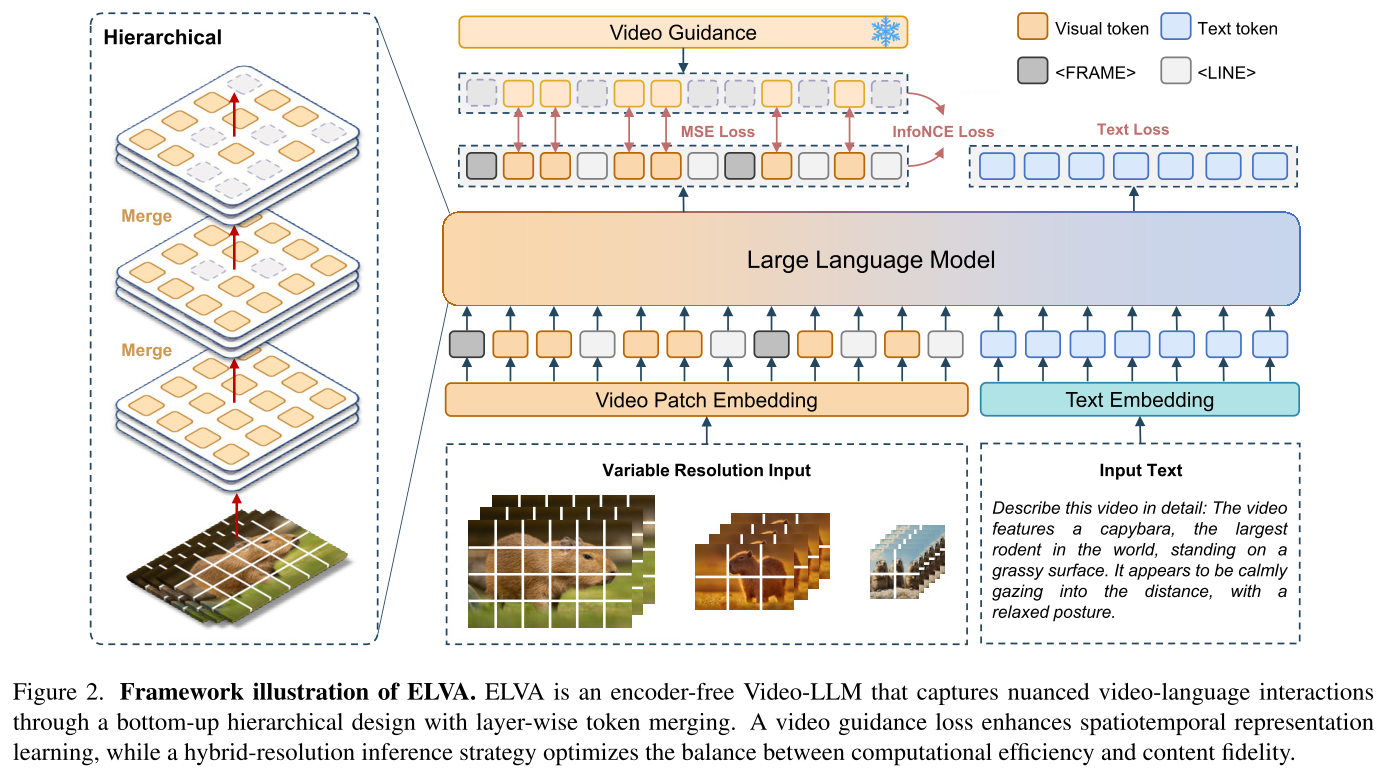 Hierarchical
Merge
Merge
Video Guidance
Visual token
Text token
<FRAME>
<LINE>
MSE Loss
InfoNCE Loss
Text Loss
Large Language Model
Video Patch Embedding
Text Embedding
Variable Resolution Input
Input Text
Describe this video in detail: The video
features a capybara, the largest
rodent in the world, standing on a
grassy surface. It appears to be calmly
gazing into the distance, with a
relaxed posture.
Figure 2. Framework illustration of ELVA. ELVA is an encoder-free Video-LLM that captures nuanced video-language interactions
through a bottom-up hierarchical design with layer-wise token merging. A video guidance loss enhances spatiotemporal representation
learning, while a hybrid-resolution inference strategy optimizes the balance between computational efficiency and content fidelity.